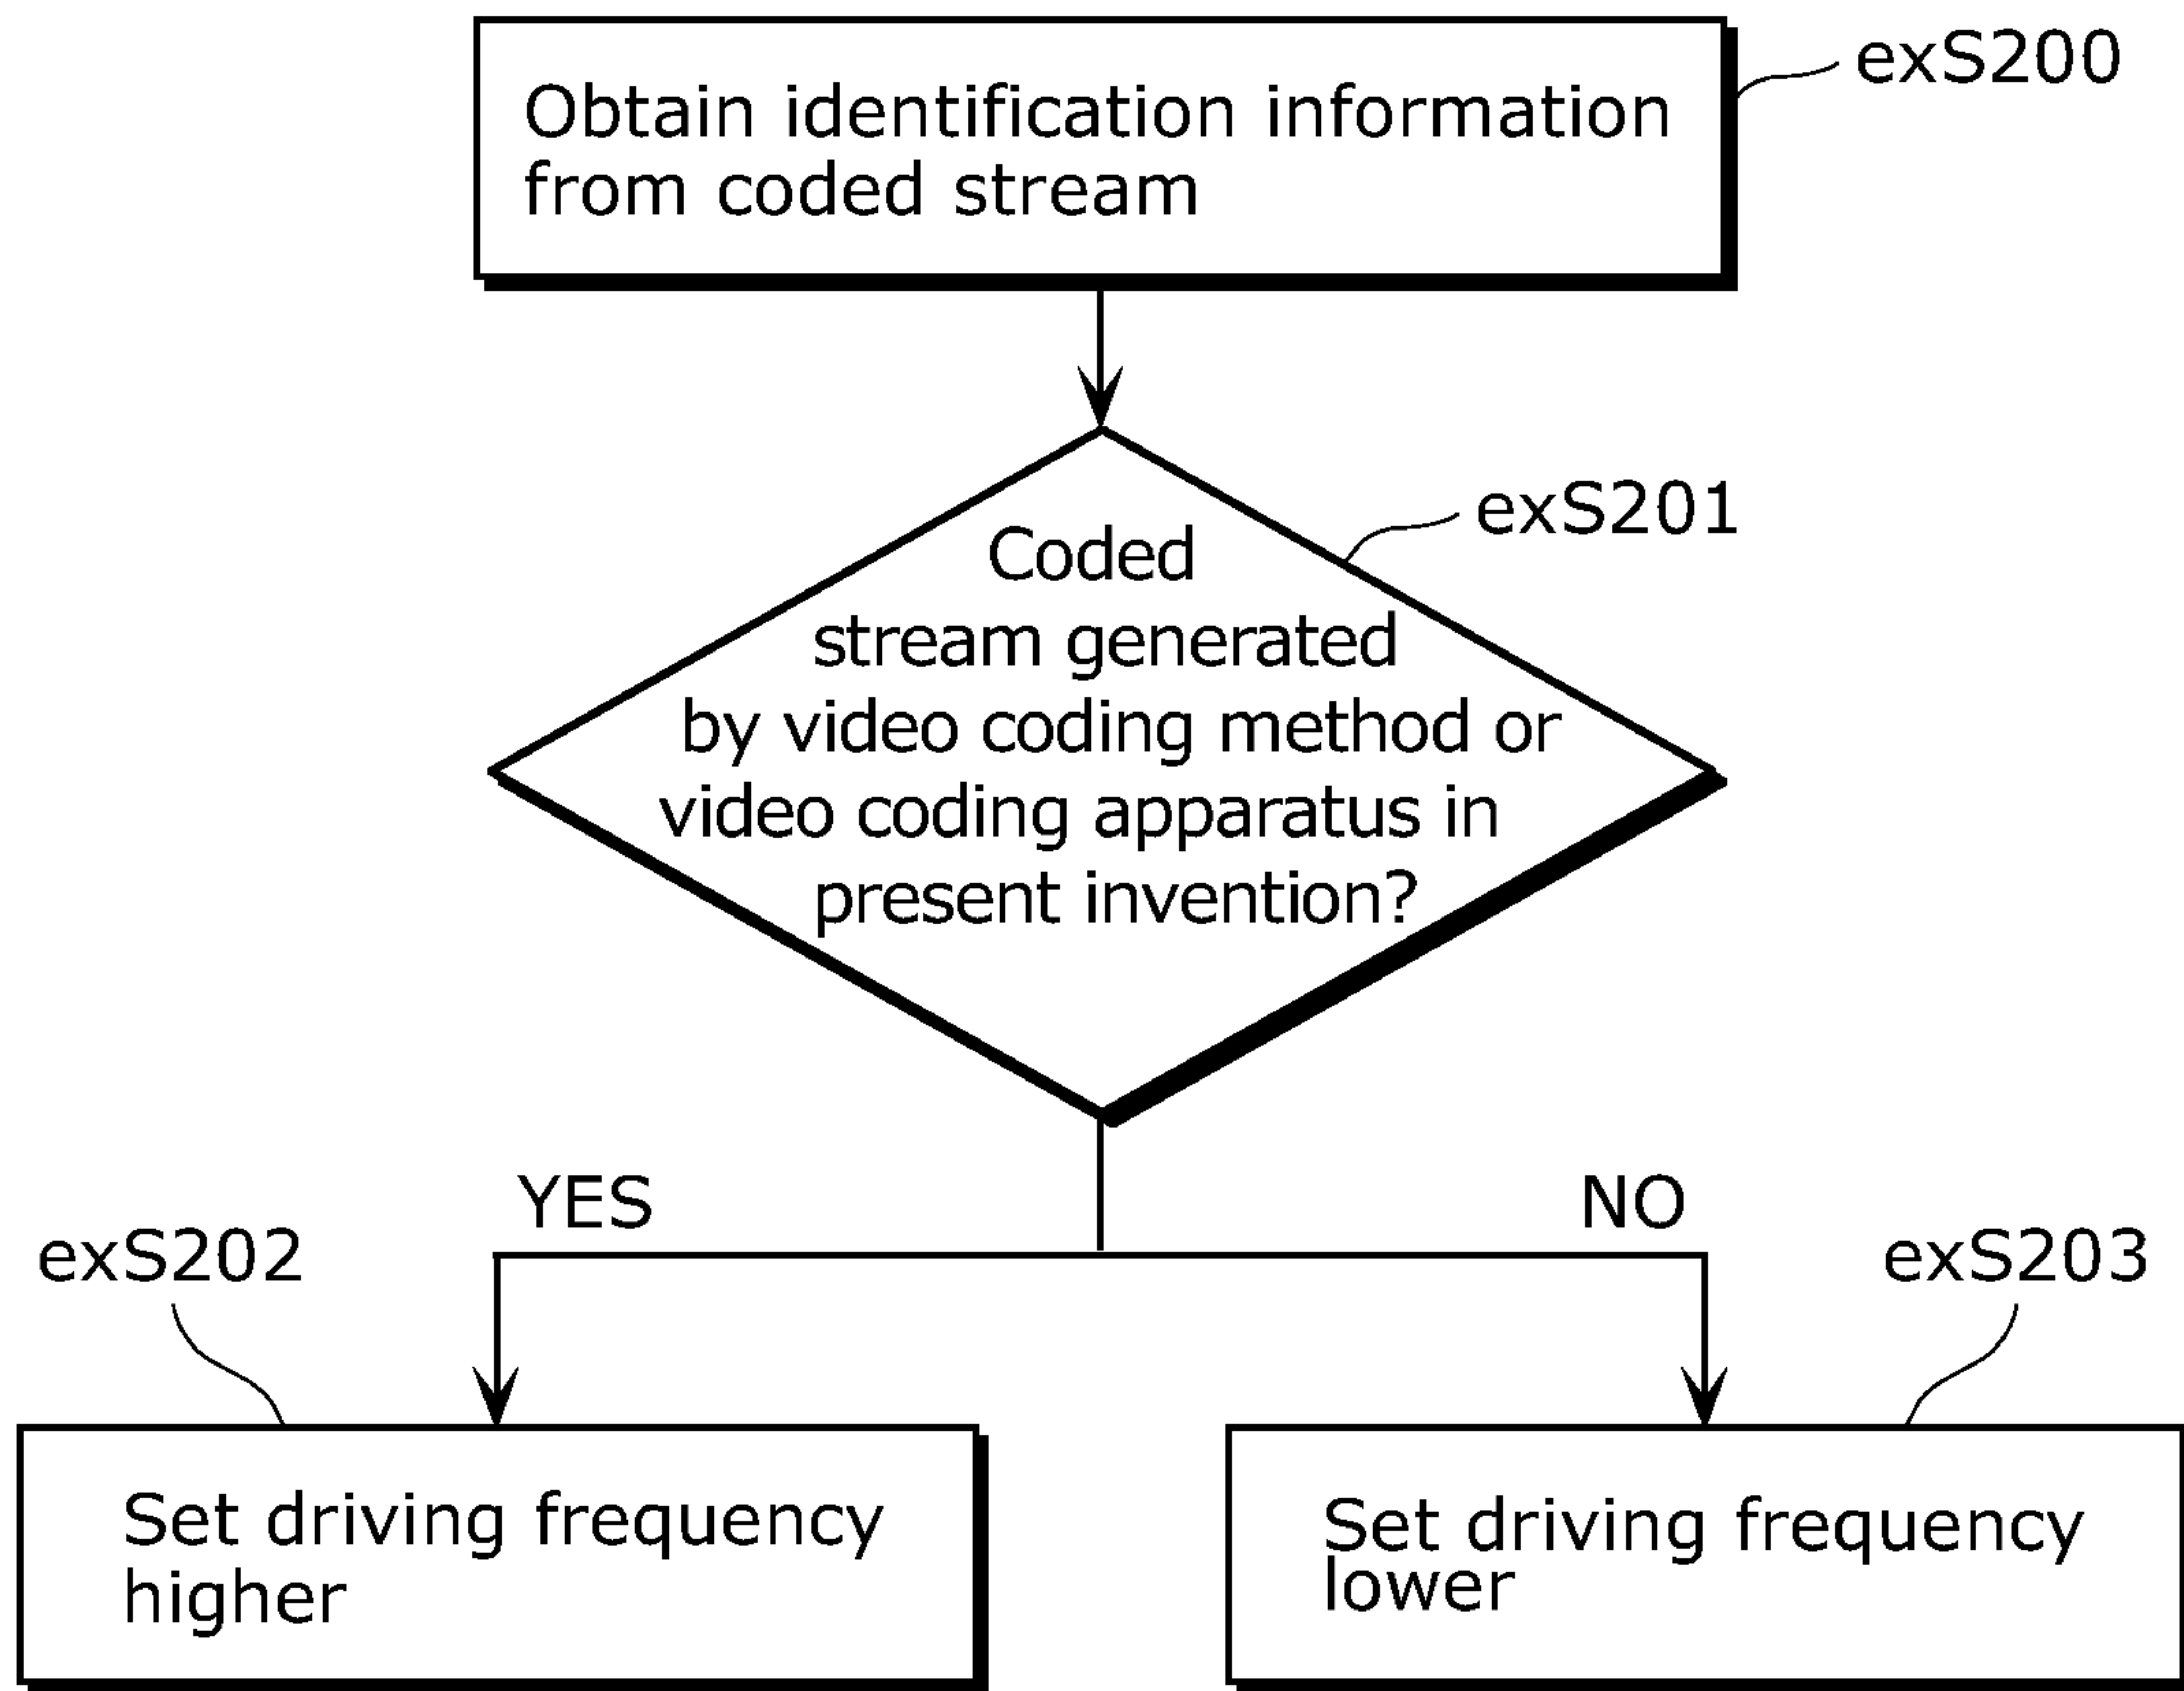 Obtain identification information
from coded stream
exS200
exS201
Coded
stream generated
by video coding method or
video coding apparatus in
present invention?
YES
NO
exS202
exS203
Set driving frequency
higher
Set driving frequency
lower